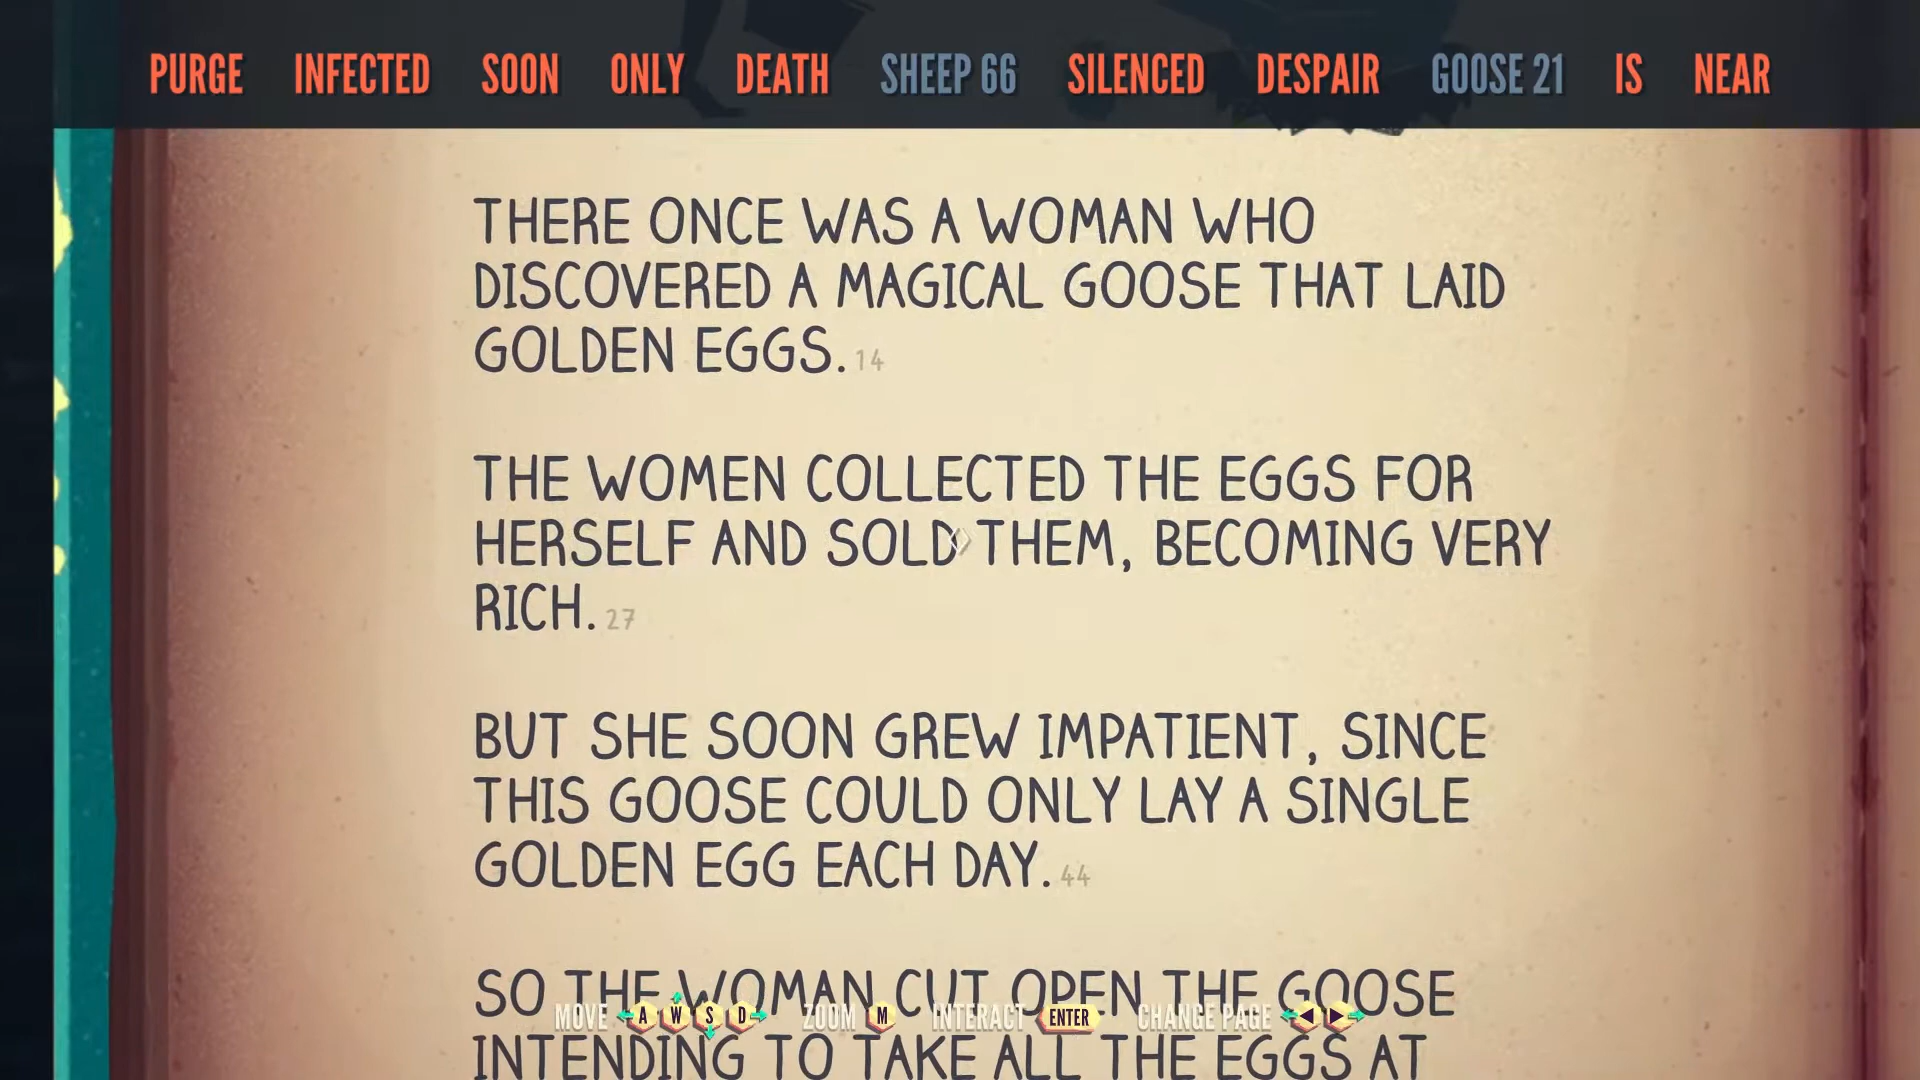 PURGE INFECTED SOON ONLY DEATH SHEEP 66 SILENCED DESPAIR GOOSE 21 IS NEAR
THERE ONCE WAS A WOMAN WHO
DISCOVERED A MAGICAL GOOSE THAT LAID
GOLDEN EGGS. 14
THE WOMEN COLLECTED THE EGGS FOR
HERSELF AND SOLD THEM, BECOMING VERY
RICH. 27
BUT SHE SOON GREW IMPATIENT, SINCE
THIS GOOSE COULD ONLY LAY A SINGLE
GOLDEN EGG EACH DAY. 44
SO THE WOMAN CUT OPEN THE GOOSE
MOVE A W S D ZOOM M INTERACT ENTER CHANGE PAGE
INTENDING TO TAKE ALL THE EGGS AT